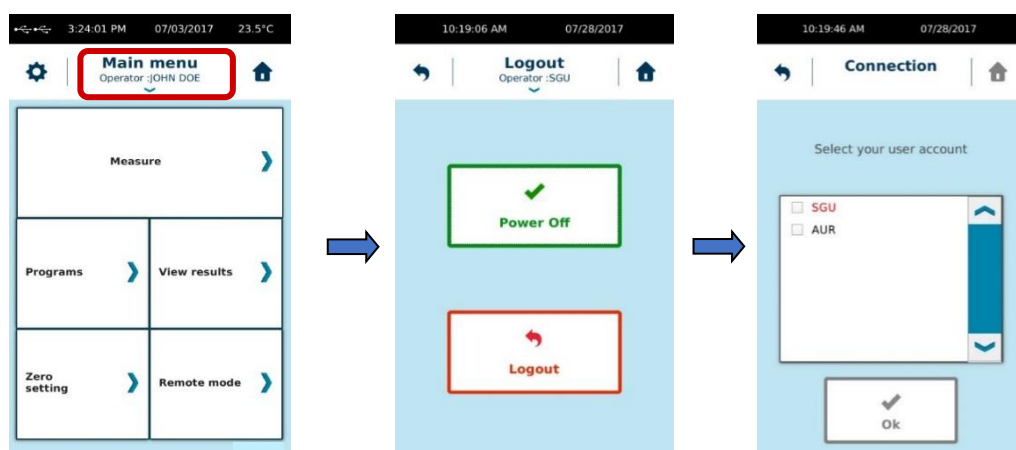 3:24:01 PM 07/03/2017 23.5°C
Main menu
Operator :JOHN DOE
Measure
Programs
View results
Zero
setting
Remote mode
10:19:06 AM 07/28/2017
Logout
Operator :SGU
Power Off
Logout
10:19:46 AM 07/28/2017
Connection
Select your user account
SGU
AUR
Ok